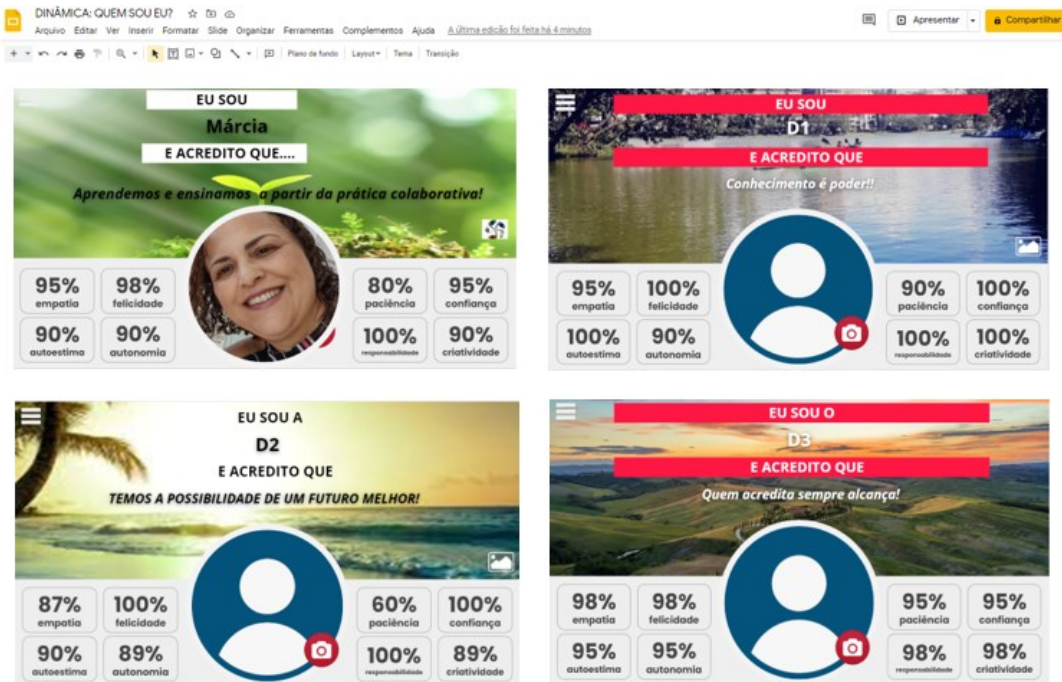 DINÂMICA: QUEM SOU EU?
Arquivo Editar Ver Inserir Formatar Slide Organizar Ferramentas Complementos Ajuda A última edição foi feita há 4 minutos
Apresentar
Compartilhar
Plano de fundo Layout Tema Transição
EU SOU
Márcia
E ACREDITO QUE....
Aprendemos e ensinamos a partir da prática colaborativa!
95% 98% 80% 95%
empatia felicidade paciência confiança
90% 90% 100% 90%
autoestima autonomia responsabilidade criatividade
EU SOU
D1
E ACREDITO QUE
Conhecimento é poder!!
95% 100% 90% 100%
empatia felicidade paciência confiança
100% 90% 100% 100%
autoestima autonomia responsabilidade criatividade
EU SOU A
D2
E ACREDITO QUE
TEMOS A POSSIBILIDADE DE UM FUTURO MELHOR!
87% 100% 60% 100%
empatia felicidade paciência confiança
90% 89% 100% 89%
autoestima autonomia responsabilidade criatividade
EU SOU O
D3
E ACREDITO QUE
Quem acredita sempre alcança!
98% 98% 95% 95%
empatia felicidade paciência confiança
95% 95% 98% 98%
autoestima autonomia responsabilidade criatividade